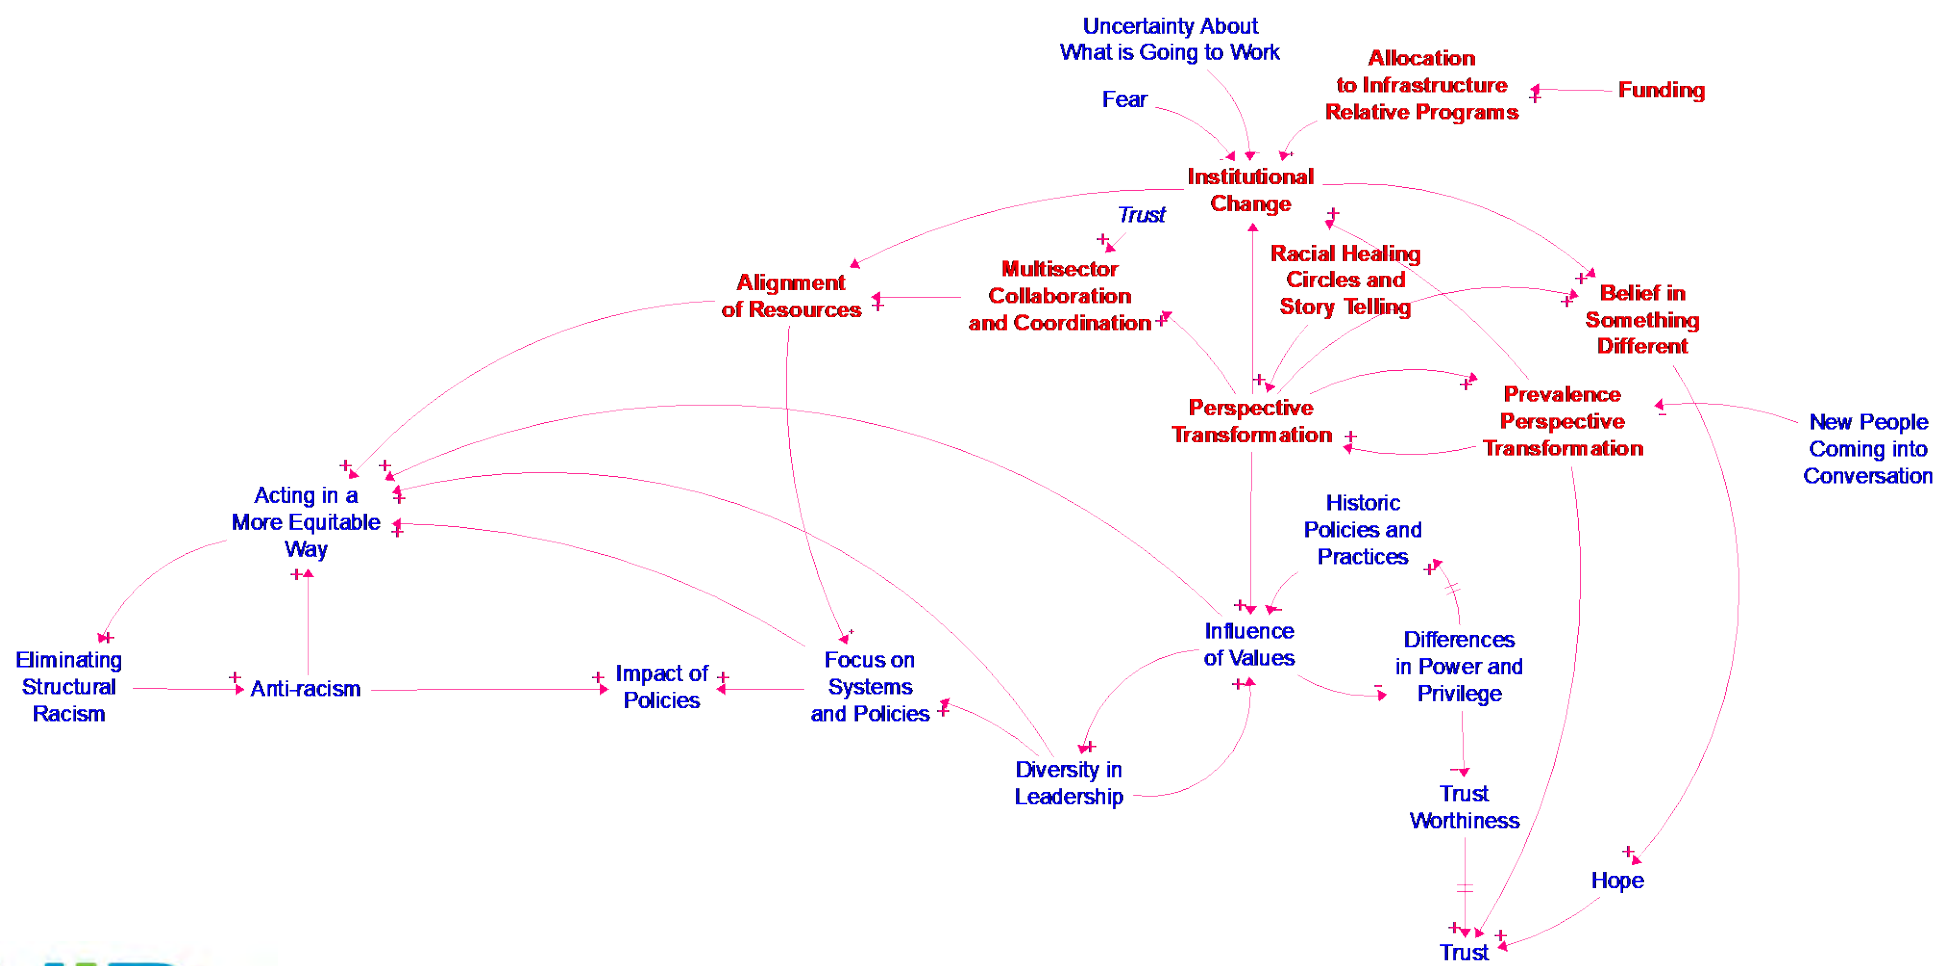 Uncertainty About
What is Going to Work
Fear
Allocation
to Infrastructure
Relative Programs
Funding
Institutional
Change
Trust
Multisector
Collaboration
and Coordination
Racial Healing
Circles and
Story Telling
Alignment
of Resources
Belief in
Something
Different
Perspective
Transformation
Prevalence
Perspective
Transformation
New People
Coming into
Conversation
Acting in a
More Equitable
Way
Historic
Policies and
Practices
Eliminating
Structural
Racism
Anti-racism
Impact of
Policies
Focus on
Systems
and Policies
Influence
of Values
Differences
in Power and
Privilege
Diversity in
Leadership
Trust
Worthiness
Hope
Trust